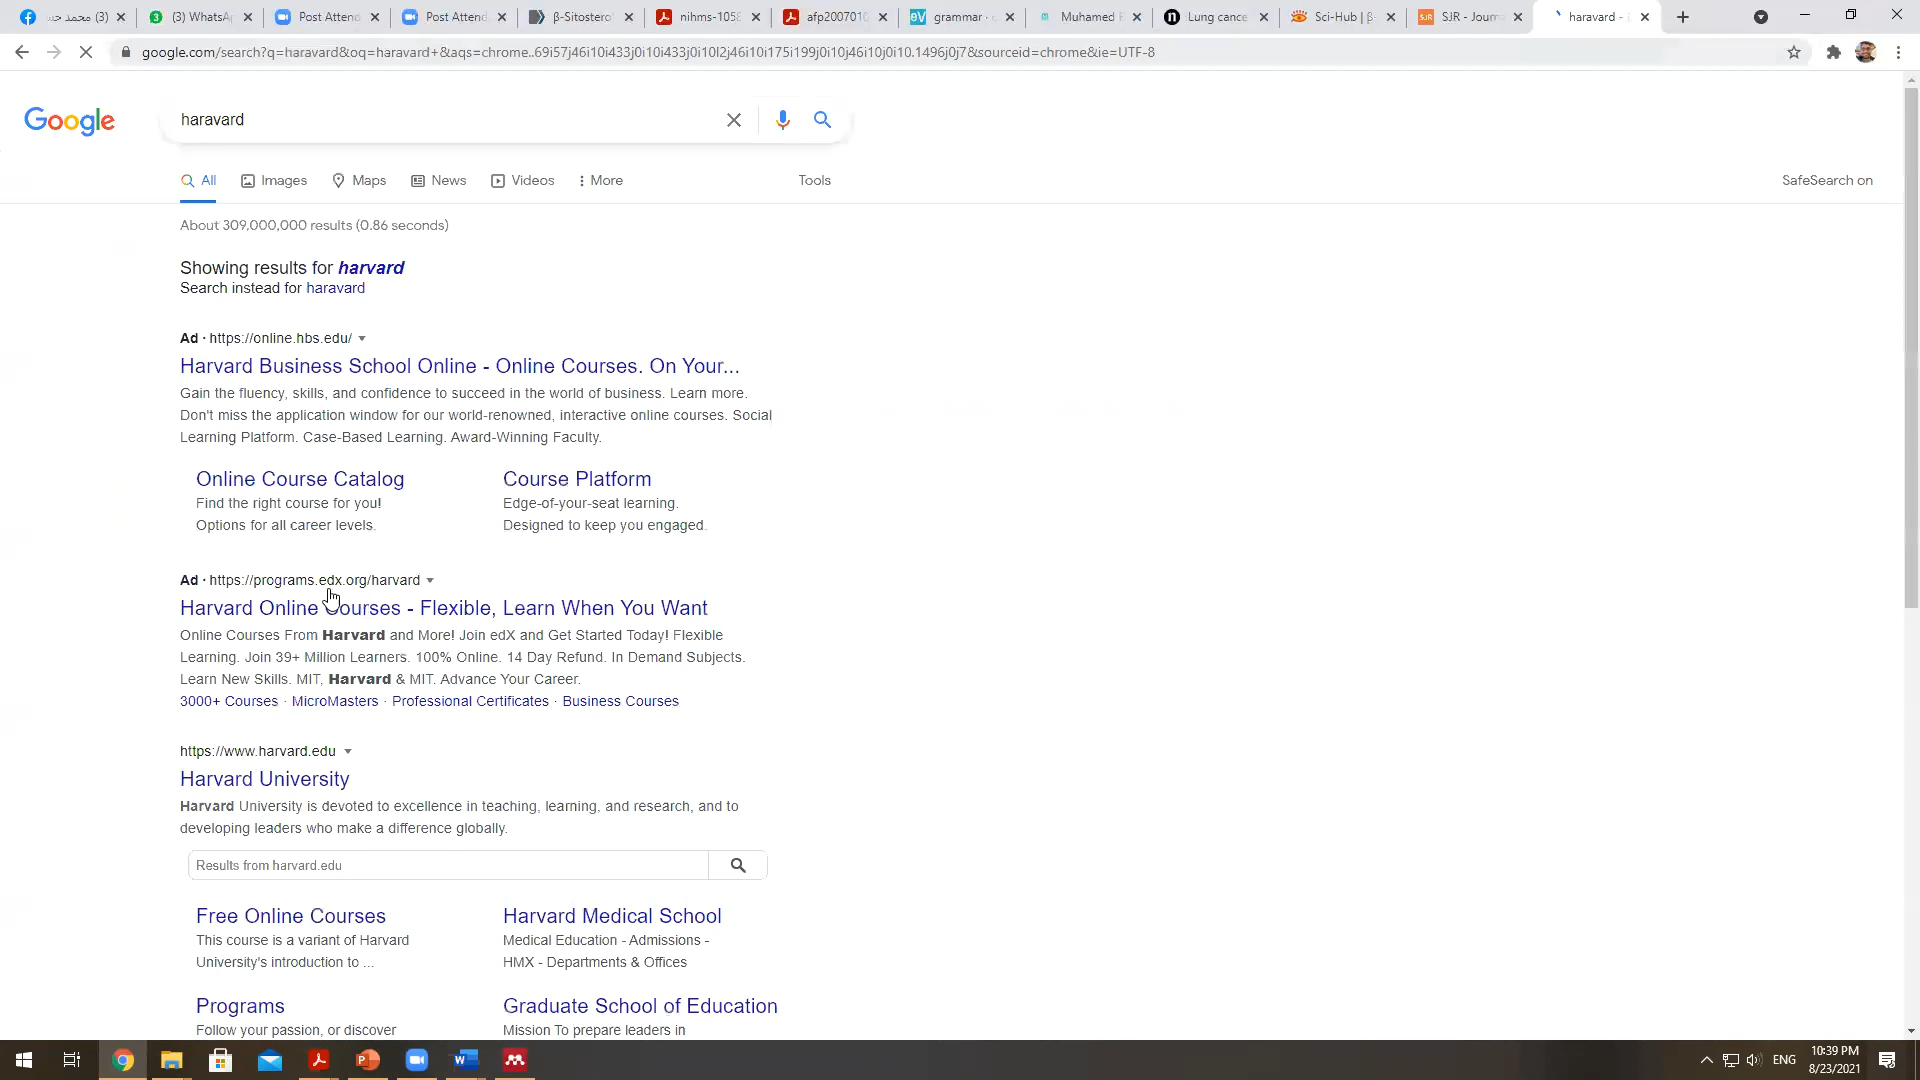 (3) محمد حس
(3) WhatsA
Post Attend
Post Attend
β-Sitostero
nihms-1058
afp2007010
grammar -
Muhamed
Lung cance
Sci-Hub | β-
SJR - Journa
haravard -
google.com/search?q=haravard&oq=haravard+&aqs=chrome..69i57j46i10i433j0i10i433j0i10l2j46i10i175i199j0i10j46i10j0i10.1496j0j7&sourceid=chrome&ie=UTF-8
Google
haravard
All Images Maps News Videos More Tools SafeSearch on
About 309,000,000 results (0.86 seconds)
Showing results for harvard
Search instead for haravard
Ad · https://online.hbs.edu/
Harvard Business School Online - Online Courses. On Your...
Gain the fluency, skills, and confidence to succeed in the world of business. Learn more.
Don't miss the application window for our world-renowned, interactive online courses. Social
Learning Platform. Case-Based Learning. Award-Winning Faculty.
Online Course Catalog
Find the right course for you!
Options for all career levels.
Course Platform
Edge-of-your-seat learning.
Designed to keep you engaged.
Ad · https://programs.edx.org/harvard
Harvard Online Courses - Flexible, Learn When You Want
Online Courses From Harvard and More! Join edX and Get Started Today! Flexible
Learning. Join 39+ Million Learners. 100% Online. 14 Day Refund. In Demand Subjects.
Learn New Skills. MIT, Harvard & MIT. Advance Your Career.
3000+ Courses · MicroMasters · Professional Certificates · Business Courses
https://www.harvard.edu
Harvard University
Harvard University is devoted to excellence in teaching, learning, and research, and to
developing leaders who make a difference globally.
Results from harvard.edu
Free Online Courses
This course is a variant of Harvard
University's introduction to ...
Harvard Medical School
Medical Education - Admissions -
HMX - Departments & Offices
Programs
Follow your passion, or discover
Graduate School of Education
Mission To prepare leaders in
ENG
10:39 PM
8/23/2021